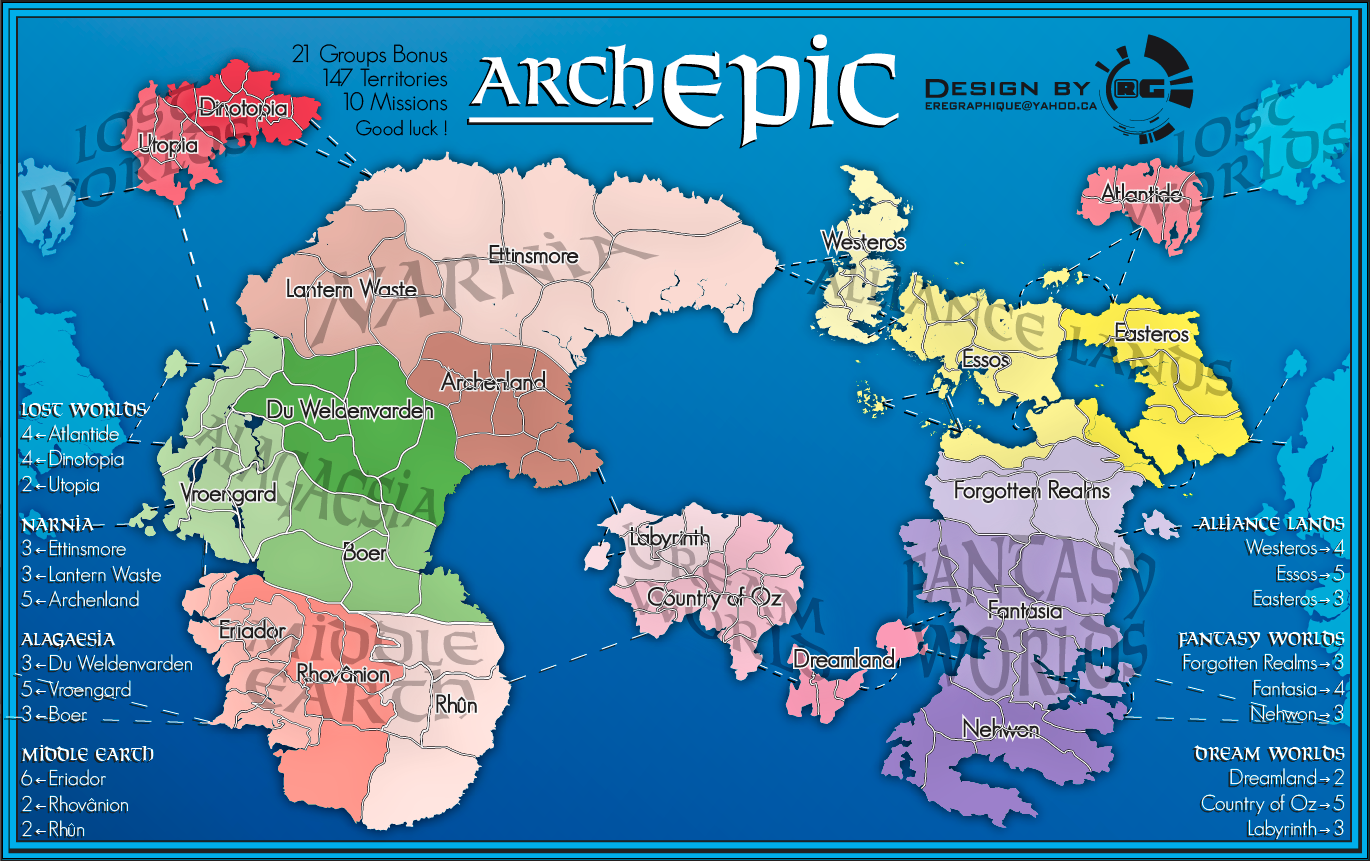 21 Groups Bonus
147 Territories
10 Missions
Good luck !
ARCHEPIC
DESIGN BY RG
EREGRAPHIQUE@YAHOO.CA
LOST
WORLDS
Dinotopia
Utopia
LOST
WORLDS
Atlantide
NARNIA
Ettinsmore
Lantern Waste
Archenland
ALLIANCE LANDS
Westeros
Essos
Easteros
ALAGAESIA
Du Weldenvarden
Vroengard
Boer
MIDDLE
EARTH
Eriador
Rhovânion
Rhûn
DREAM
WORLDS
Labyrinth
Country of Oz
Dreamland
FANTASY
WORLDS
Forgotten Realms
Fantasia
Nehwon
LOST WORLDS
4←Atlantide
4←Dinotopia
2←Utopia
NARNIA
3←Ettinsmore
3←Lantern Waste
5←Archenland
ALAGAESIA
3←Du Weldenvarden
5←Vroengard
3←Boer
MIDDLE EARTH
6←Eriador
2←Rhovânion
2←Rhûn
ALLIANCE LANDS
Westeros→4
Essos→5
Easteros→3
FANTASY WORLDS
Forgotten Realms→3
Fantasia→4
Nehwon→3
DREAM WORLDS
Dreamland→2
Country of Oz→5
Labyrinth→3